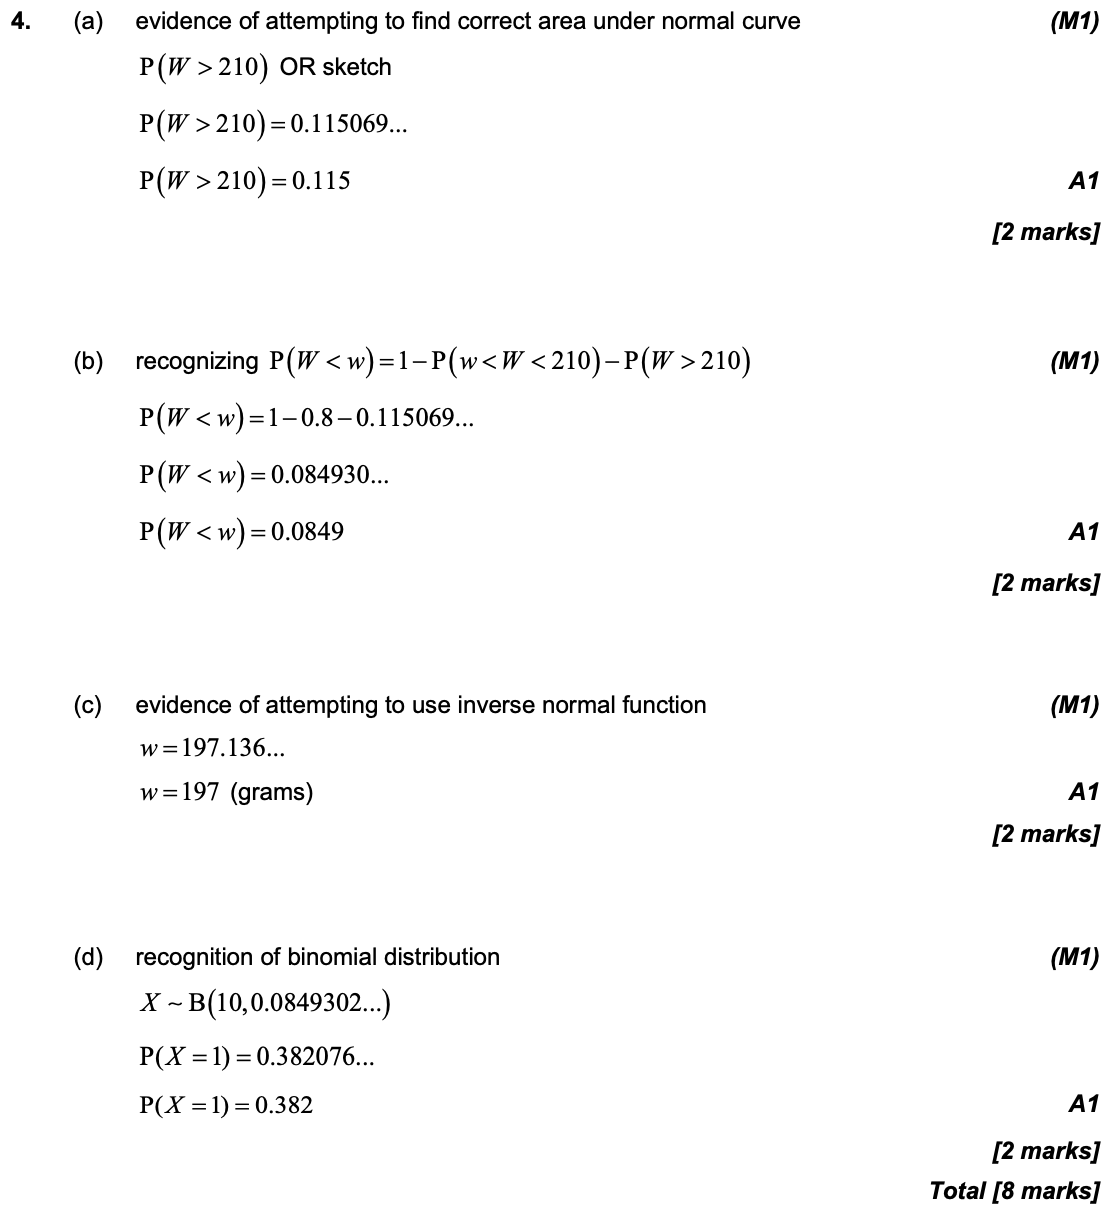 4. (a) evidence of attempting to find correct area under normal curve (M1)
P(W > 210) OR sketch
P(W > 210) = 0.115069...
P(W > 210) = 0.115 A1
[2 marks]
(b) recognizing P(W < w) = 1 − P(w < W < 210) − P(W > 210) (M1)
P(W < w) = 1 − 0.8 − 0.115069...
P(W < w) = 0.084930...
P(W < w) = 0.0849 A1
[2 marks]
(c) evidence of attempting to use inverse normal function (M1)
w = 197.136...
w = 197 (grams) A1
[2 marks]
(d) recognition of binomial distribution (M1)
X ~ B(10, 0.0849302...)
P(X = 1) = 0.382076...
P(X = 1) = 0.382 A1
[2 marks]
Total [8 marks]